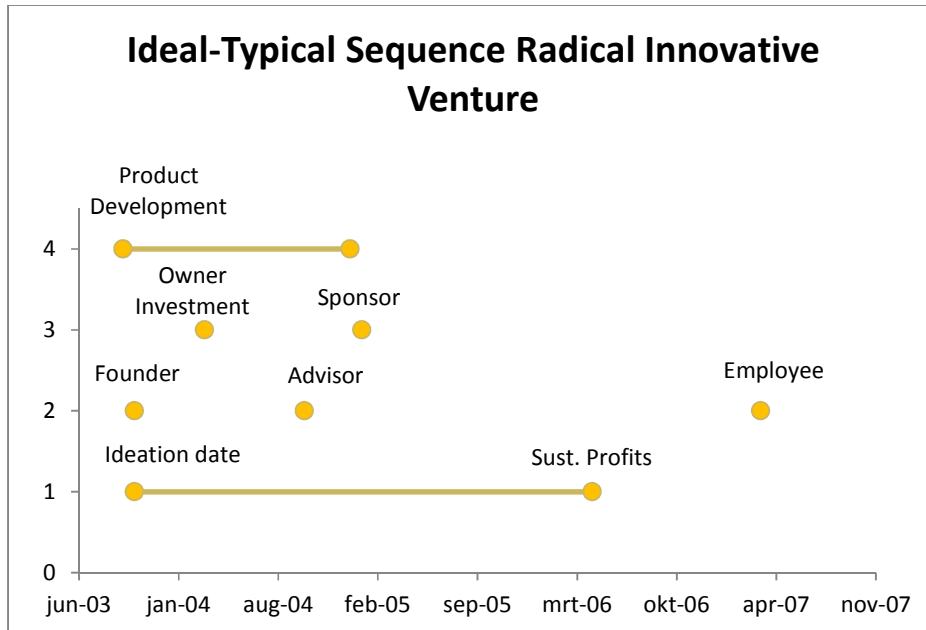 Ideal-Typical Sequence Radical Innovative
Venture
Product
Development
4
Owner
Investment
Sponsor
3
Founder
Advisor
Employee
2
Ideation date
Sust. Profits
1
0
jun-03
jan-04
aug-04
feb-05
sep-05
mrt-06
okt-06
apr-07
nov-07